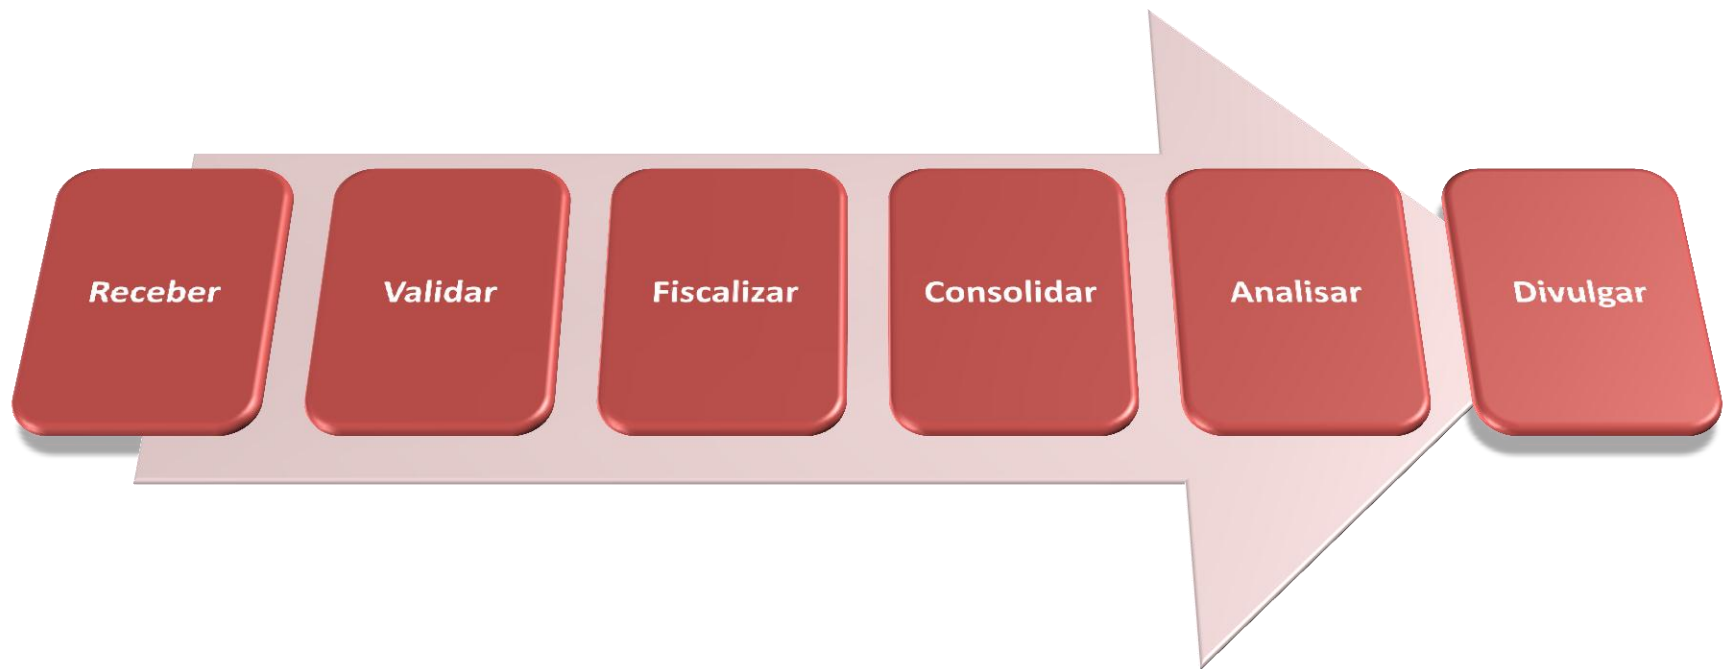 Receber
Validar
Fiscalizar
Consolidar
Analisar
Divulgar